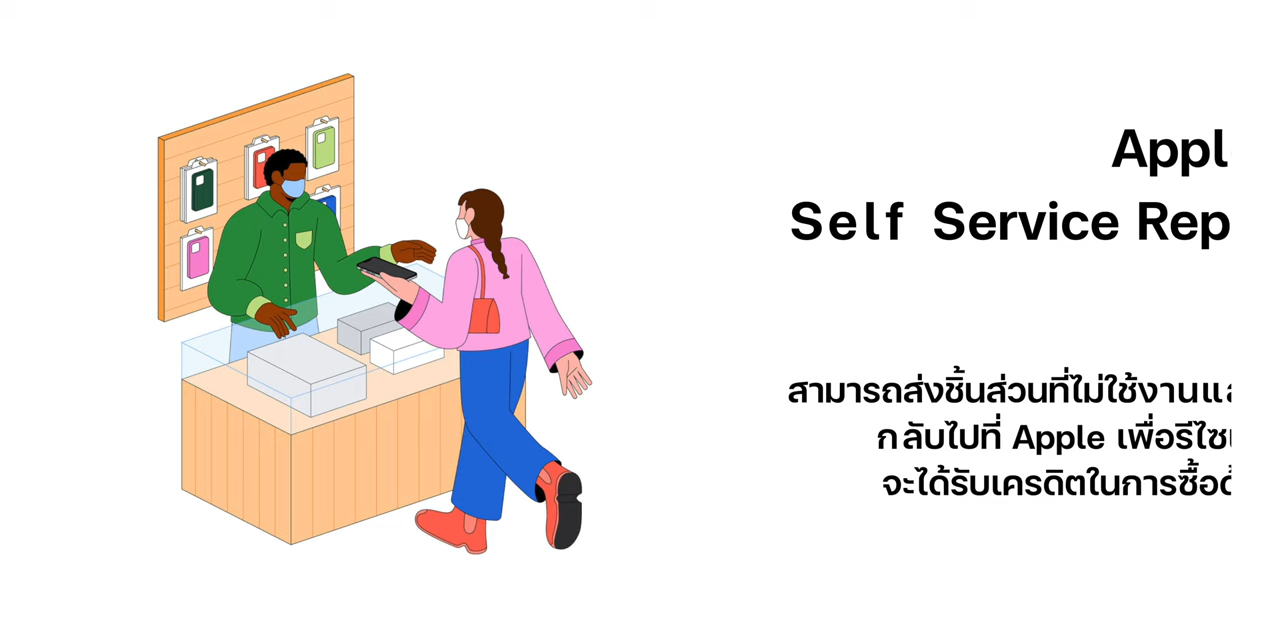 Appl
Self Service Rep
สามารถส่งชิ้นส่วนที่ไม่ใช้งานแ
กลับไปที่ Apple เพื่อรีไซ
จะได้รับเครดิตในการซื้อ